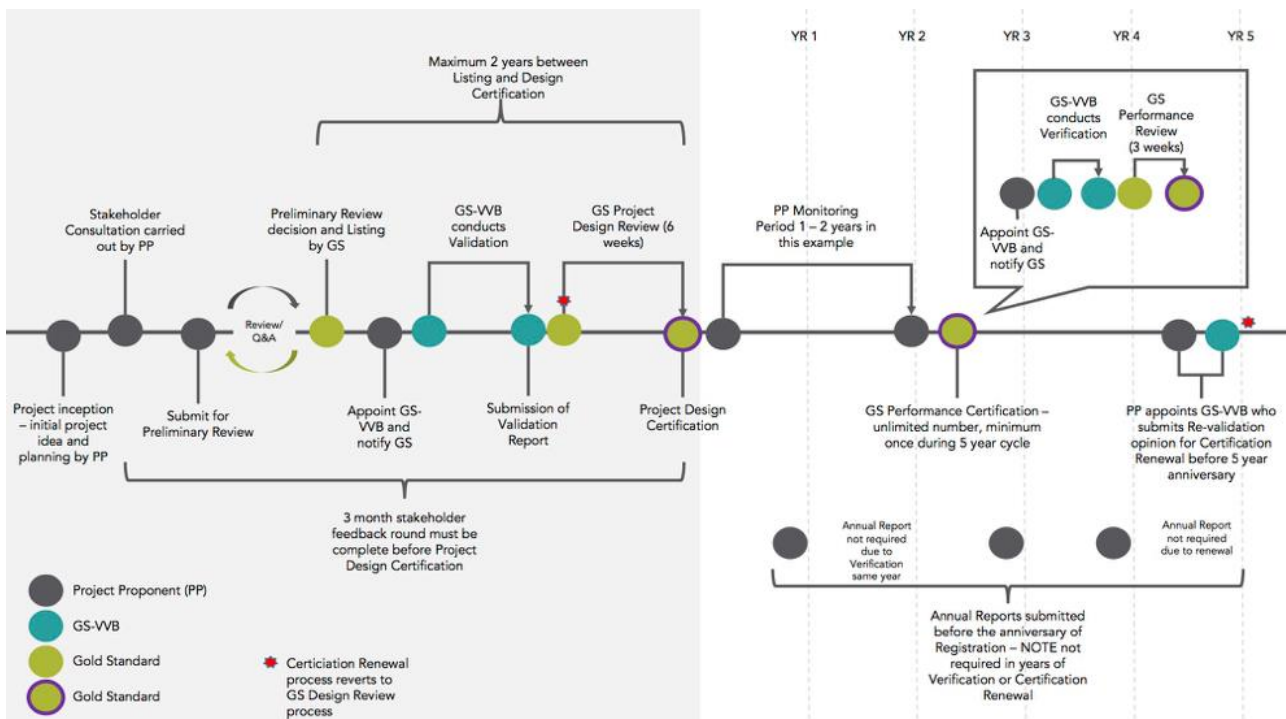 YR 1
YR 2
YR 3
YR 4
YR 5
Maximum 2 years between
Listing and Design
Certification
GS-VVB
conducts
Verification
GS
Performance
Review
(3 weeks)
Appoint GS-
VVB and
notify GS
Stakeholder
Consultation carried
out by PP
Preliminary Review
decision and Listing
by GS
GS-VVB
conducts
Validation
GS Project
Design Review (6
weeks)
PP Monitoring
Period 1 – 2 years in
this example
Review/
Q&A
Project inception
– initial project
idea and
planning by PP
Submit for
Preliminary Review
Appoint GS-
VVB and
notify GS
Submission of
Validation
Report
Project Design
Certification
GS Performance Certification –
unlimited number, minimum
once during 5 year cycle
PP appoints GS-VVB who
submits Re-validation
opinion for Certification
Renewal before 5 year
anniversary
3 month stakeholder
feedback round must be
complete before Project
Design Certification
Annual Report
not required
due to
Verification
same year
Annual Report
not required
due to renewal
Annual Reports submitted
before the anniversary of
Registration – NOTE not
required in years of
Verification or Certification
Renewal
Project Proponent (PP)
GS-VVB
Gold Standard
Gold Standard
Certiciation Renewal
process reverts to
GS Design Review
process